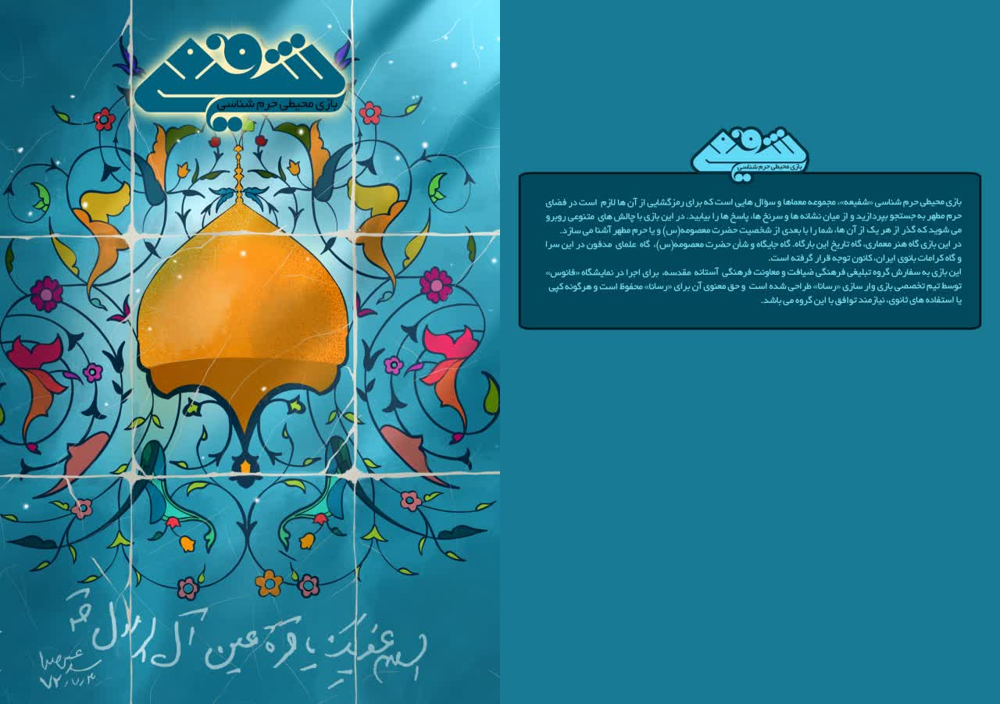 شفیعه
بازی محیطی حرم شناسی
السلام علیک یا قرة عین آل الرسول
۷۲
شفیعه
بازی محیطی حرم شناسی
بازی محیطی حرم شناسی «شفیعه»، مجموعه معماها و سؤال هایی است که برای رمزگشایی از آن ها لازم است در فضای
حرم مطهر به جستجو بپردازید و از میان نشانه ها و سرنخ ها، پاسخ ها را بیابید. در این بازی با چالش های متنوعی روبرو
می شوید که گذر از هر یک از آن ها، شما را با بعدی از شخصیت حضرت معصومه(س) و یا حرم مطهر آشنا می سازد.
در این بازی گاه هنر معماری، گاه تاریخ این بارگاه. گاه جایگاه و شأن حضرت معصومه(س)، گاه علمای مدفون در این سرا
و گاه کرامات بانوی ایران، کانون توجه قرار گرفته است.
این بازی به سفارش گروه تبلیغی فرهنگی ضیافت و معاونت فرهنگی آستانه مقدسه، برای اجرا در نمایشگاه «فانوس»
توسط تیم تخصصی بازی وار سازی «رسانا» طراحی شده است و حق معنوی آن برای «رسانا» محفوظ است و هرگونه کپی
یا استفاده های ثانوی، نیازمند توافق با این گروه می باشد.